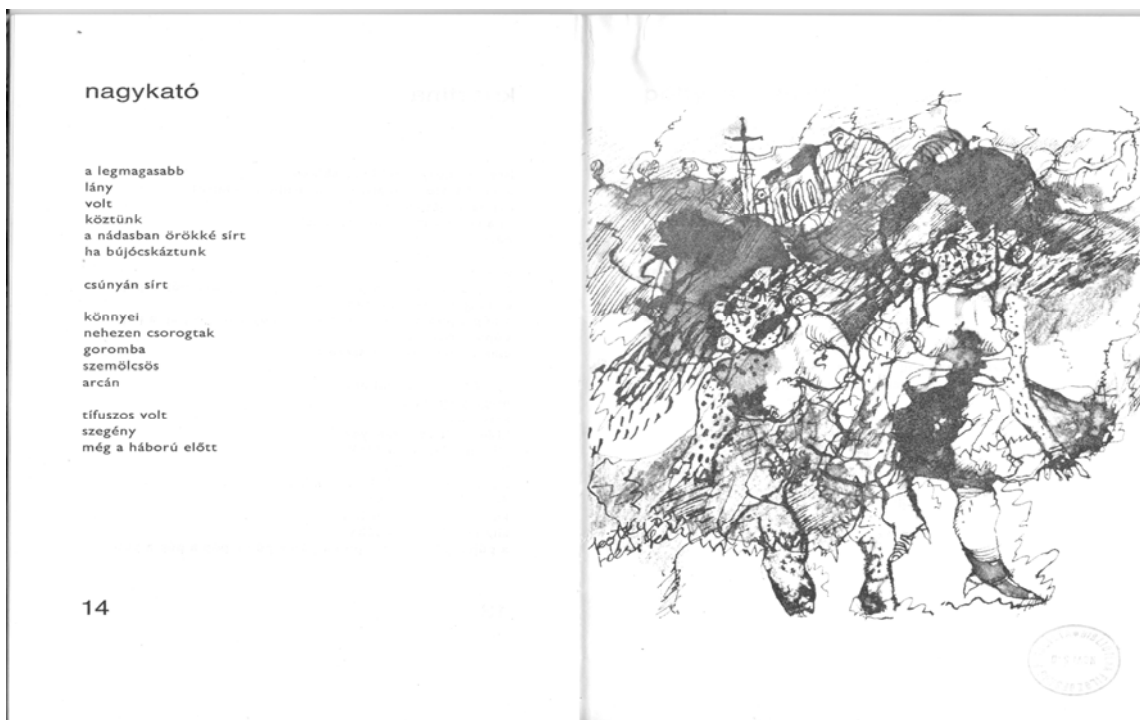 nagykató
a legmagasabb
lány
volt
köztünk
a nádasban örökké sírt
ha bújócskáztunk
csúnyán sírt
könnyei
nehezen csorogtak
goromba
szemölcsös
arcán
tífuszos volt
szegény
még a háború előtt
14